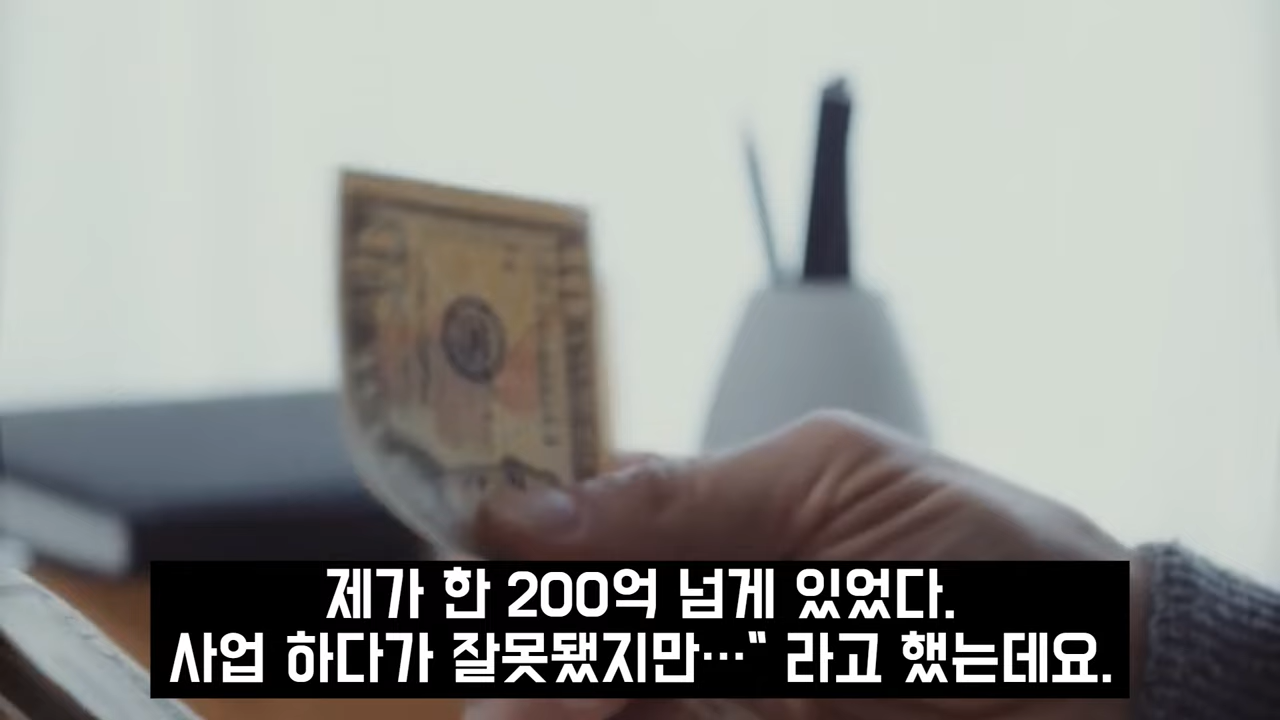 제가 한 200억 넘게 있었다.
사업 하다가 잘못됐지만…“ 라고 했는데요.